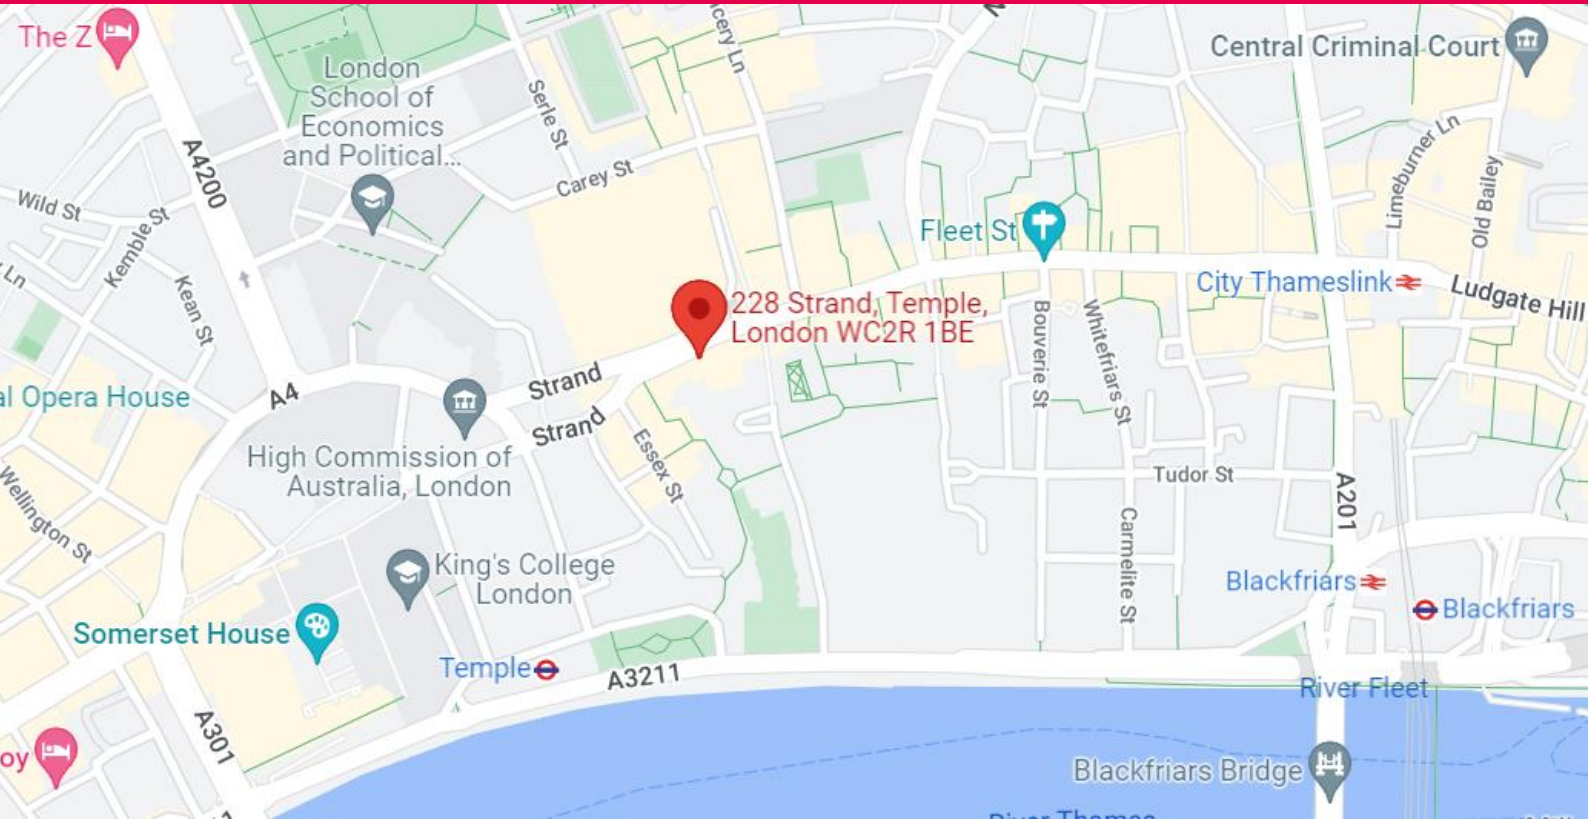 The Z
London
School of
Economics
and Political...
Serle St
cery Ln
Central Criminal Court
A4200
Carey St
Limeburner Ln
Old Bailey
Wild St
Kemble St
Kean St
Ln
Fleet St
City Thameslink
Ludgate Hill
228 Strand, Temple,
London WC2R 1BE
Bouverie St
Whitefriars St
al Opera House
A4
Strand
Strand
High Commission of
Australia, London
Essex St
Wellington St
Tudor St
A201
Carmelite St
King's College
London
Blackfriars
Blackfriars
Somerset House
Temple
A3211
River Fleet
A301
oy
Blackfriars Bridge
River Thames